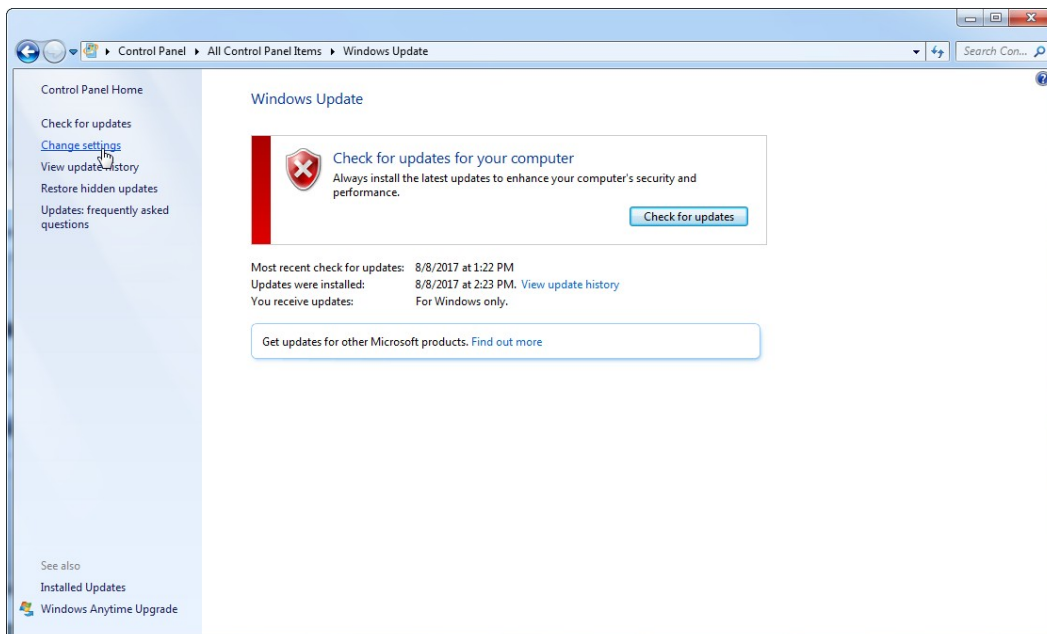 Control Panel ▸ All Control Panel Items ▸ Windows Update
Search Con...
Control Panel Home
Check for updates
Change settings
View update history
Restore hidden updates
Updates: frequently asked
questions
Windows Update
Check for updates for your computer
Always install the latest updates to enhance your computer's security and
performance.
Check for updates
Most recent check for updates: 8/8/2017 at 1:22 PM
Updates were installed: 8/8/2017 at 2:23 PM. View update history
You receive updates: For Windows only.
Get updates for other Microsoft products. Find out more
See also
Installed Updates
Windows Anytime Upgrade